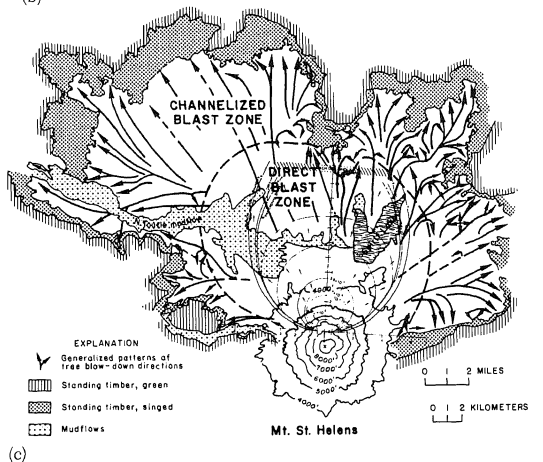 CHANNELIZED
BLAST ZONE
DIRECT
BLAST
ZONE
Toutle mudflow
4000'
8000'
7000'
6000'
5000'
4000'
EXPLANATION
Generalized patterns of
tree blow-down directions
Standing timber, green
Standing timber, singed
Mudflows
0 1 2 MILES
0 1 2 KILOMETERS
Mt. St. Helens
(c)